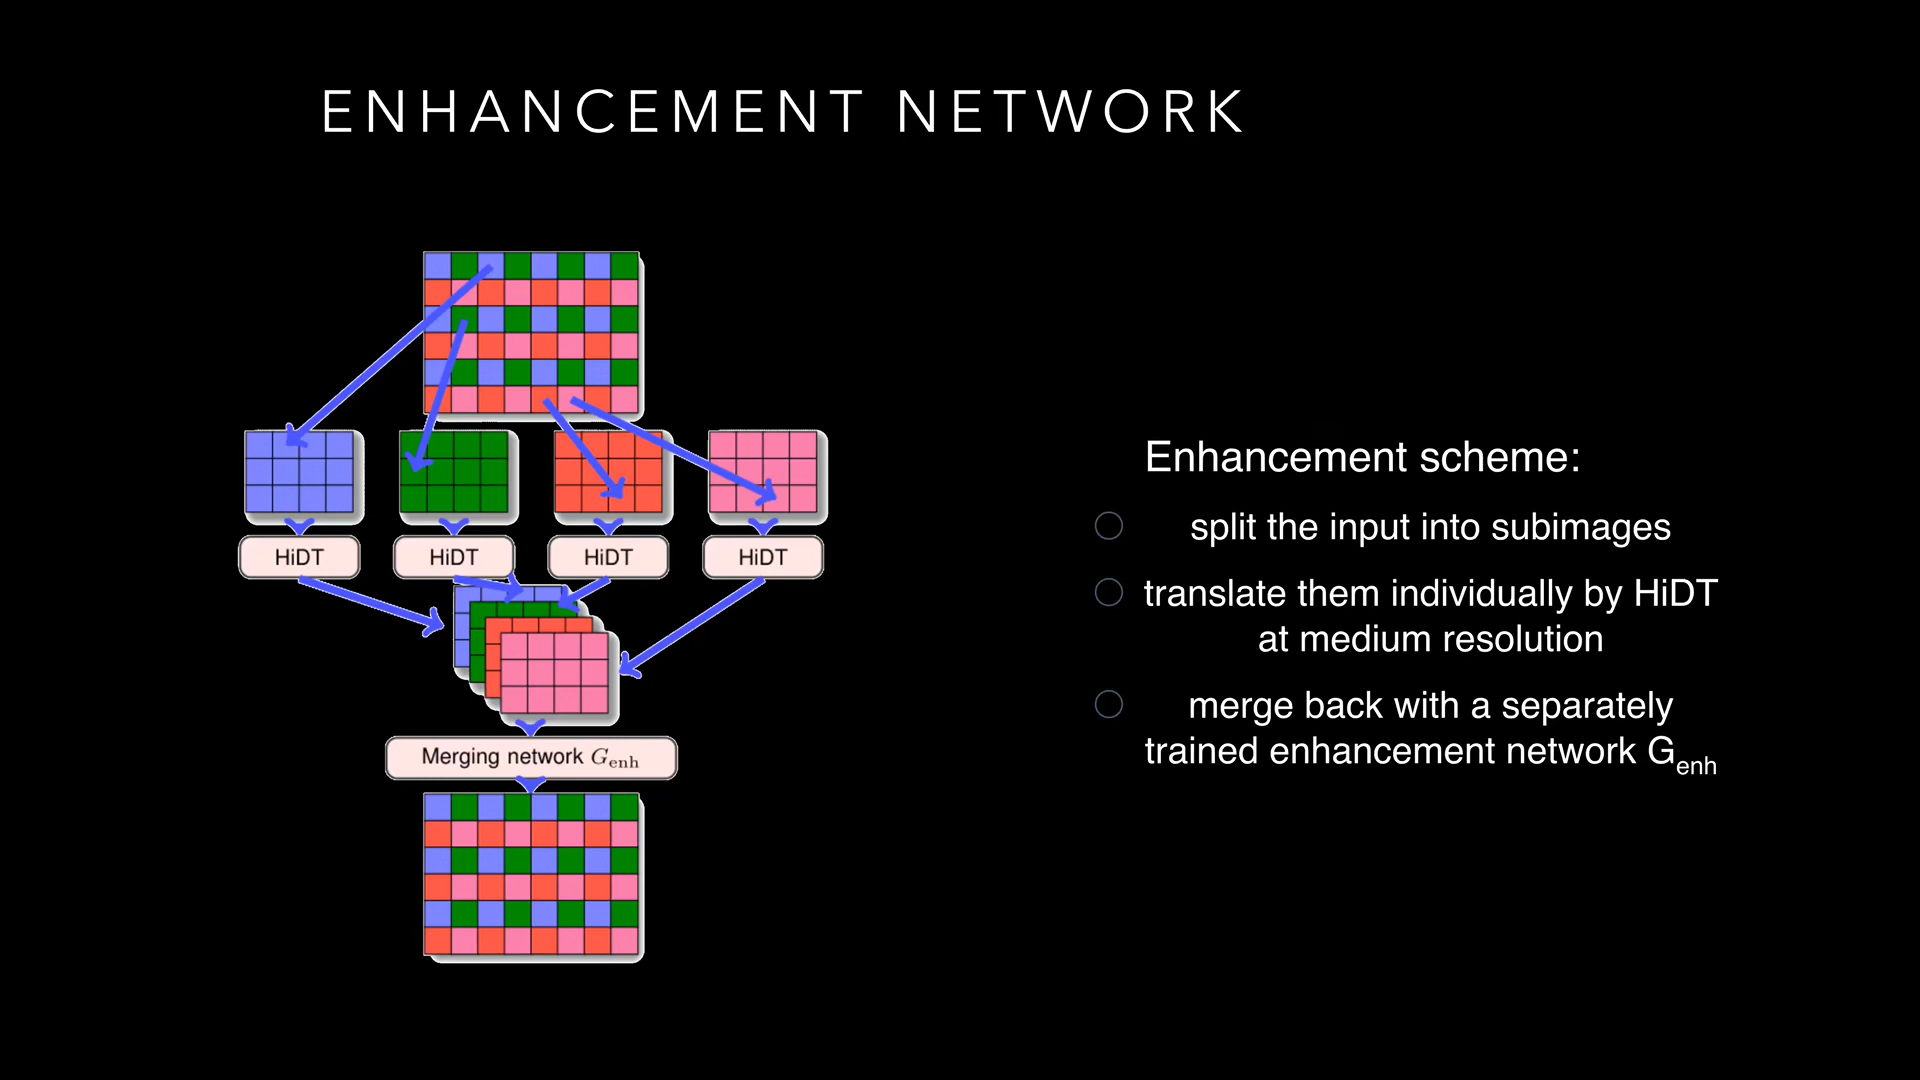 ENHANCEMENT NETWORK
HiDT
HiDT
HiDT
HiDT
Merging network Genh
Enhancement scheme:
split the input into subimages
translate them individually by HiDT
at medium resolution
merge back with a separately
trained enhancement network Genh